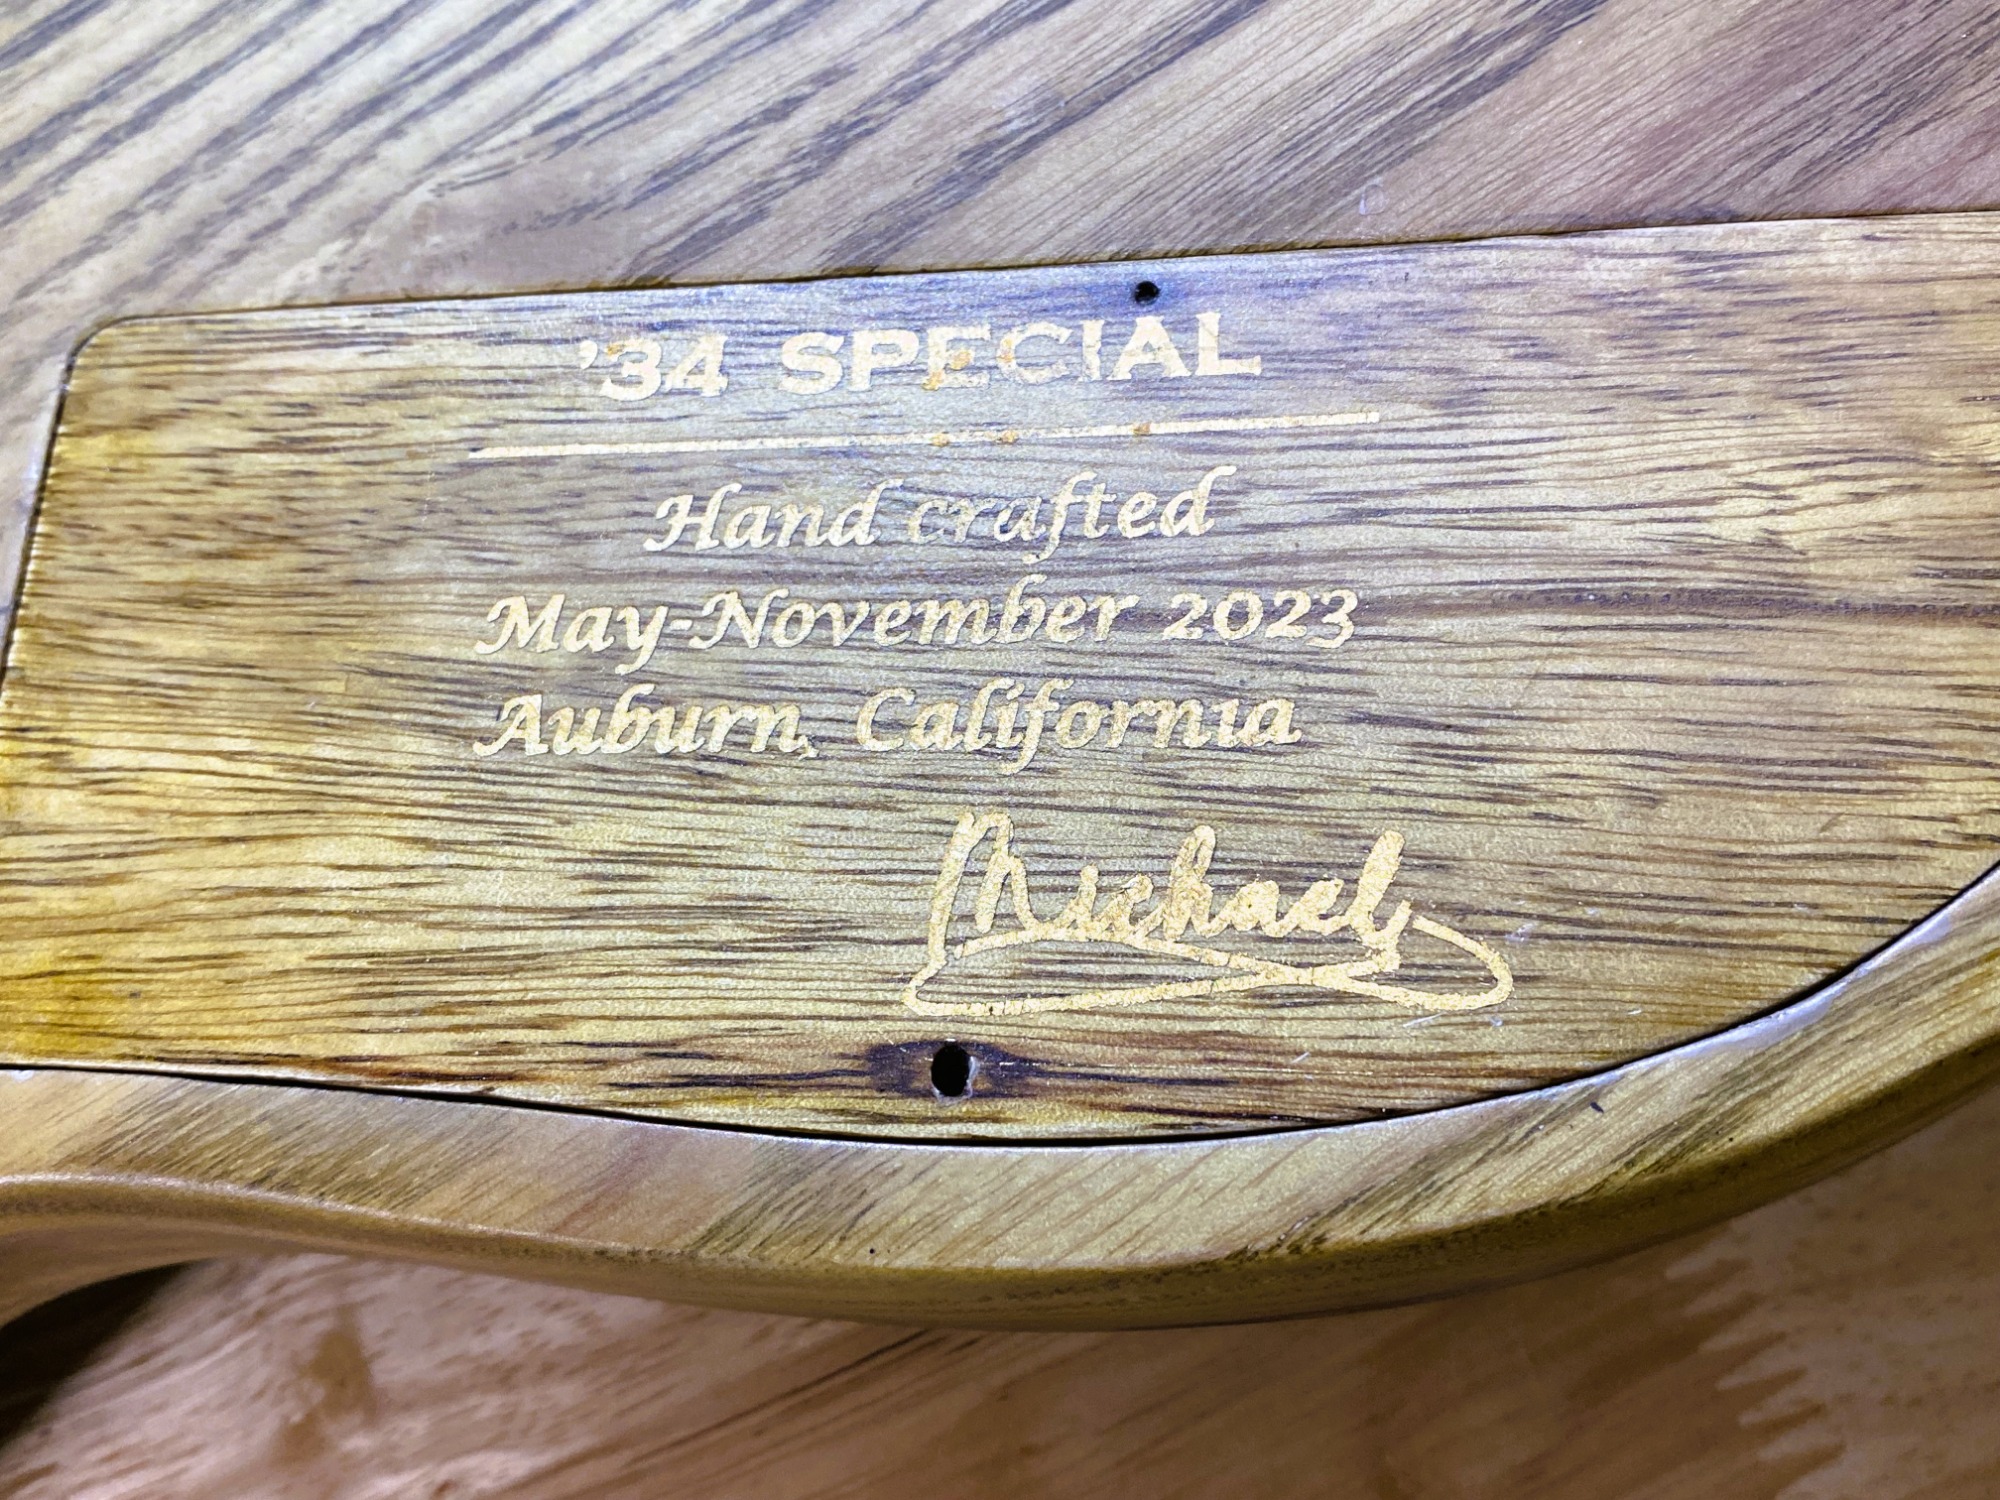 '34 SPECIAL
Hand crafted
May-November 2023
Auburn, California
Michael